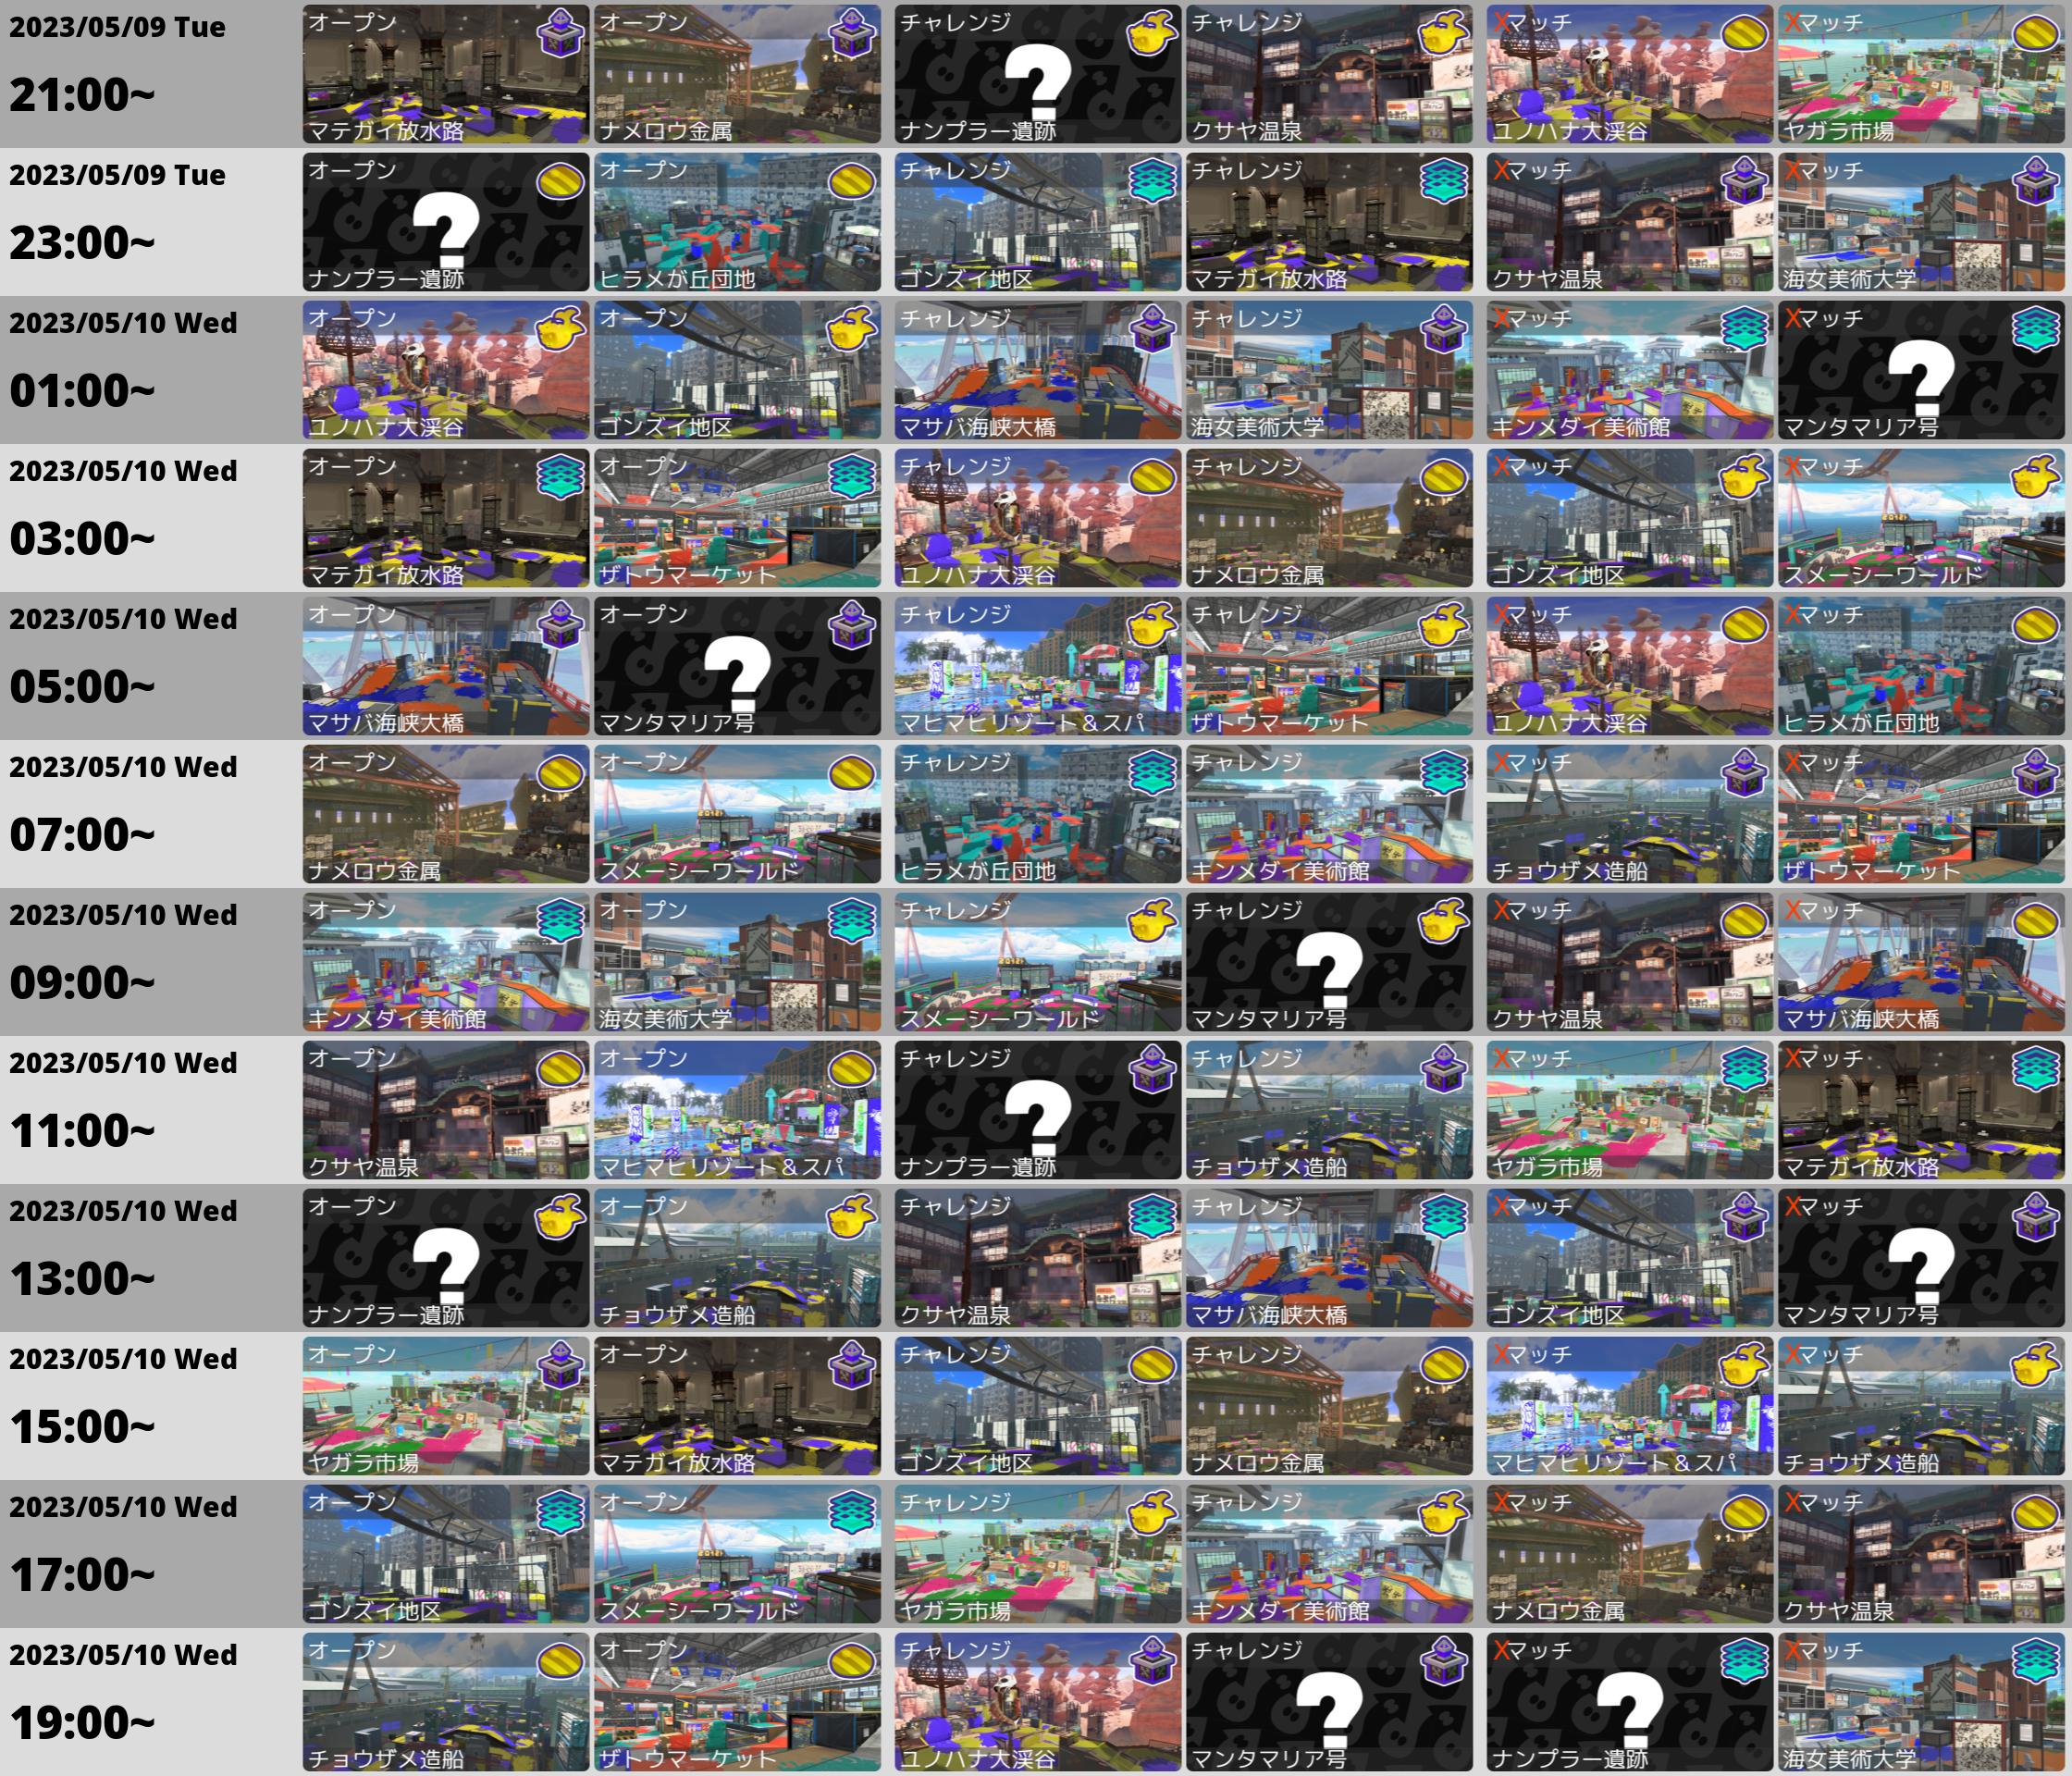 2023/05/09 Tue
21:00~
オープン オープン チャレンジ チャレンジ Xマッチ Xマッチ
マテガイ放水路 ナメロウ金属 ナンプラー遺跡 クサヤ温泉 ユノハナ大渓谷 ヤガラ市場
2023/05/09 Tue
23:00~
オープン オープン チャレンジ チャレンジ Xマッチ Xマッチ
ナンプラー遺跡 ヒラメが丘団地 ゴンズイ地区 マテガイ放水路 クサヤ温泉 海女美術大学
2023/05/10 Wed
01:00~
オープン オープン チャレンジ チャレンジ Xマッチ Xマッチ
ユノハナ大渓谷 ゴンズイ地区 マサバ海峡大橋 海女美術大学 キンメダイ美術館 マンタマリア号
2023/05/10 Wed
03:00~
オープン オープン チャレンジ チャレンジ Xマッチ Xマッチ
マテガイ放水路 ザトウマーケット ユノハナ大渓谷 ナメロウ金属 ゴンズイ地区 スメーシーワールド
2023/05/10 Wed
05:00~
オープン オープン チャレンジ チャレンジ Xマッチ Xマッチ
マサバ海峡大橋 マンタマリア号 マヒマヒリゾート&スパ ザトウマーケット ユノハナ大渓谷 ヒラメが丘団地
2023/05/10 Wed
07:00~
オープン オープン チャレンジ チャレンジ Xマッチ Xマッチ
ナメロウ金属 スメーシーワールド ヒラメが丘団地 キンメダイ美術館 チョウザメ造船 ザトウマーケット
2023/05/10 Wed
09:00~
オープン オープン チャレンジ チャレンジ Xマッチ Xマッチ
キンメダイ美術館 海女美術大学 スメーシーワールド マンタマリア号 クサヤ温泉 マサバ海峡大橋
2023/05/10 Wed
11:00~
オープン オープン チャレンジ チャレンジ Xマッチ Xマッチ
クサヤ温泉 マヒマヒリゾート&スパ ナンプラー遺跡 チョウザメ造船 ヤガラ市場 マテガイ放水路
2023/05/10 Wed
13:00~
オープン オープン チャレンジ チャレンジ Xマッチ Xマッチ
ナンプラー遺跡 チョウザメ造船 クサヤ温泉 マサバ海峡大橋 ゴンズイ地区 マンタマリア号
2023/05/10 Wed
15:00~
オープン オープン チャレンジ チャレンジ Xマッチ Xマッチ
ヤガラ市場 マテガイ放水路 ゴンズイ地区 ナメロウ金属 マヒマヒリゾート&スパ チョウザメ造船
2023/05/10 Wed
17:00~
オープン オープン チャレンジ チャレンジ Xマッチ Xマッチ
ゴンズイ地区 スメーシーワールド ヤガラ市場 キンメダイ美術館 ナメロウ金属 クサヤ温泉
2023/05/10 Wed
19:00~
オープン オープン チャレンジ チャレンジ Xマッチ Xマッチ
チョウザメ造船 ザトウマーケット ユノハナ大渓谷 マンタマリア号 ナンプラー遺跡 海女美術大学